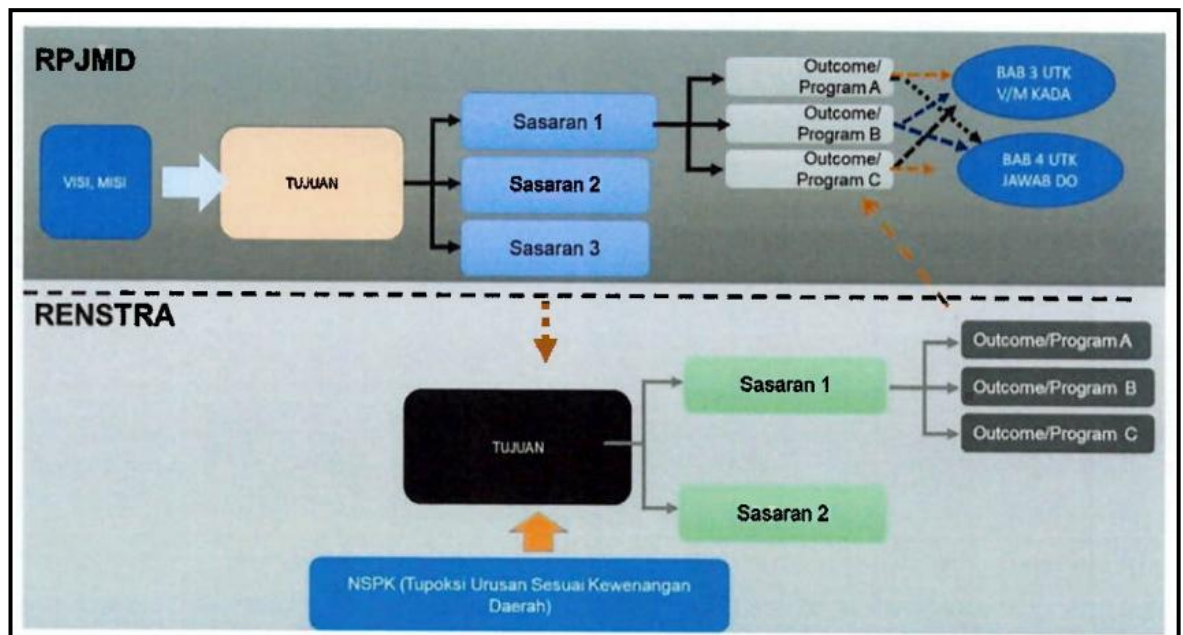 RPJMD
VISI, MISI
TUJUAN
Sasaran 1
Sasaran 2
Sasaran 3
Outcome/
Program A
Outcome/
Program B
Outcome/
Program C
BAB 3 UTK
V/M KADA
BAB 4 UTK
JAWAB DO
RENSTRA
TUJUAN
Sasaran 1
Sasaran 2
Outcome/Program A
Outcome/Program B
Outcome/Program C
NSPK (Tupoksi Urusan Sesuai Kewenangan
Daerah)